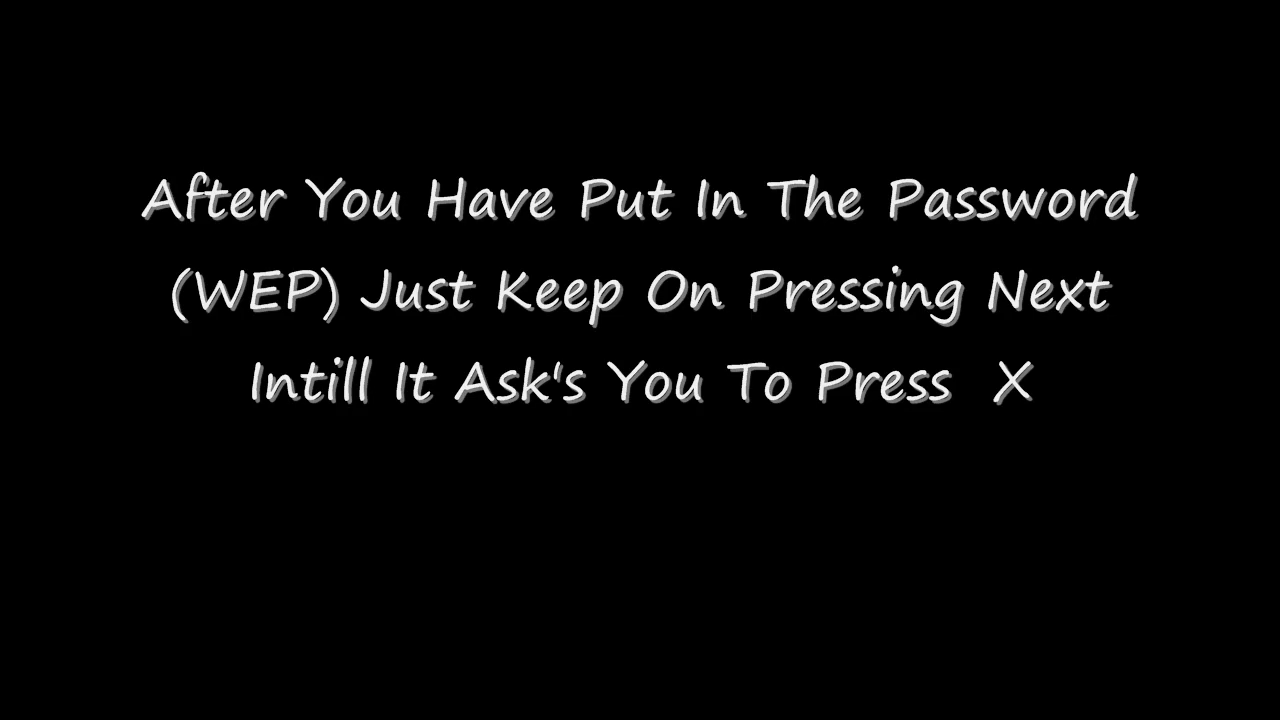 After You Have Put In The Password
(WEP) Just Keep On Pressing Next
Intill It Ask's You To Press X